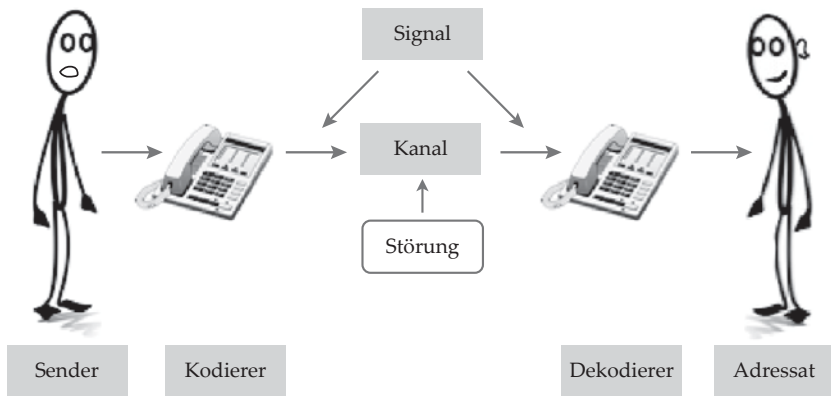 Signal
Kanal
Störung
Sender
Kodierer
Dekodierer
Adressat